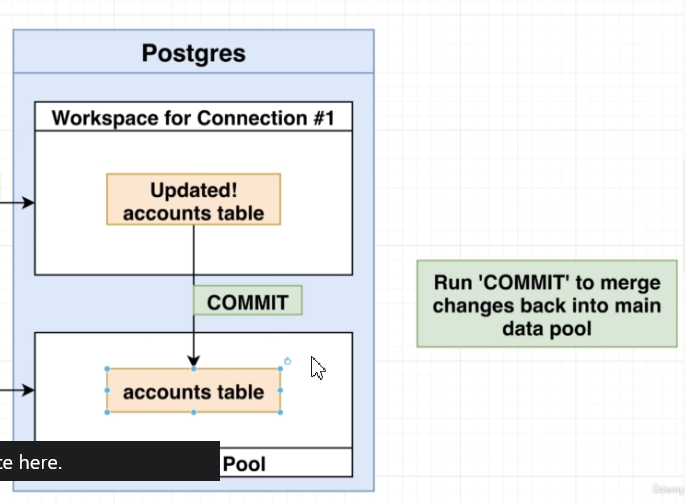 Postgres
Workspace for Connection #1
Updated!
accounts table
COMMIT
Run 'COMMIT' to merge
changes back into main
data pool
accounts table
te here.
Pool
Udemy